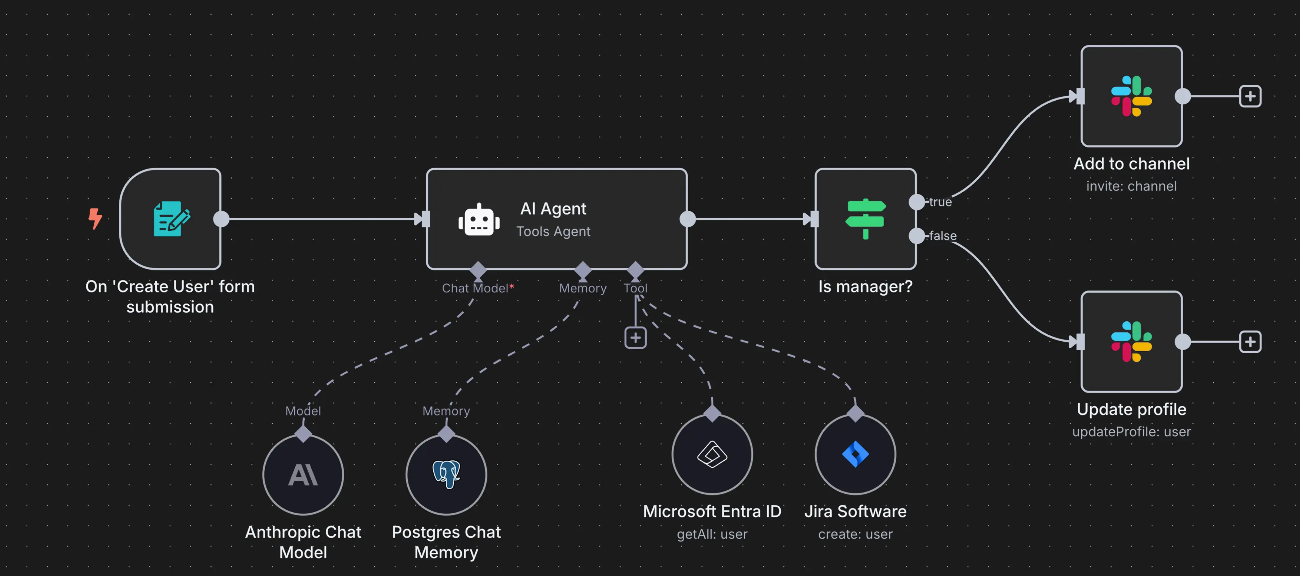 On 'Create User' form
submission
AI Agent
Tools Agent
Chat Model*
Memory
Tool
Is manager?
true
false
Add to channel
invite: channel
Update profile
updateProfile: user
Model
Memory
Anthropic Chat
Model
Postgres Chat
Memory
Microsoft Entra ID
getAll: user
Jira Software
create: user